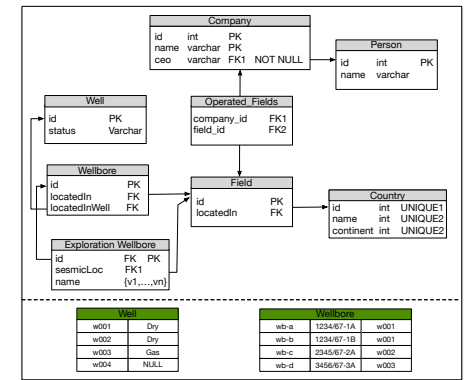 Company
id int PK
name varchar PK
ceo varchar FK1 NOT NULL
Person
id int PK
name varchar
Well
id PK
status Varchar
Operated_Fields
company_id FK1
field_id FK2
Wellbore
id PK
locatedIn FK
locatedInWell FK
Field
id PK
locatedIn FK
Country
id int UNIQUE1
name int UNIQUE2
continent int UNIQUE2
Exploration Wellbore
id FK PK
sesmicLoc FK1
name {v1,...,vn}
Well
w001 Dry
w002 Dry
w003 Gas
w004 NULL
Wellbore
wb-a 1234/67-1A w001
wb-b 1234/67-1B w001
wb-c 2345/67-2A w002
wb-d 3456/67-3A w003